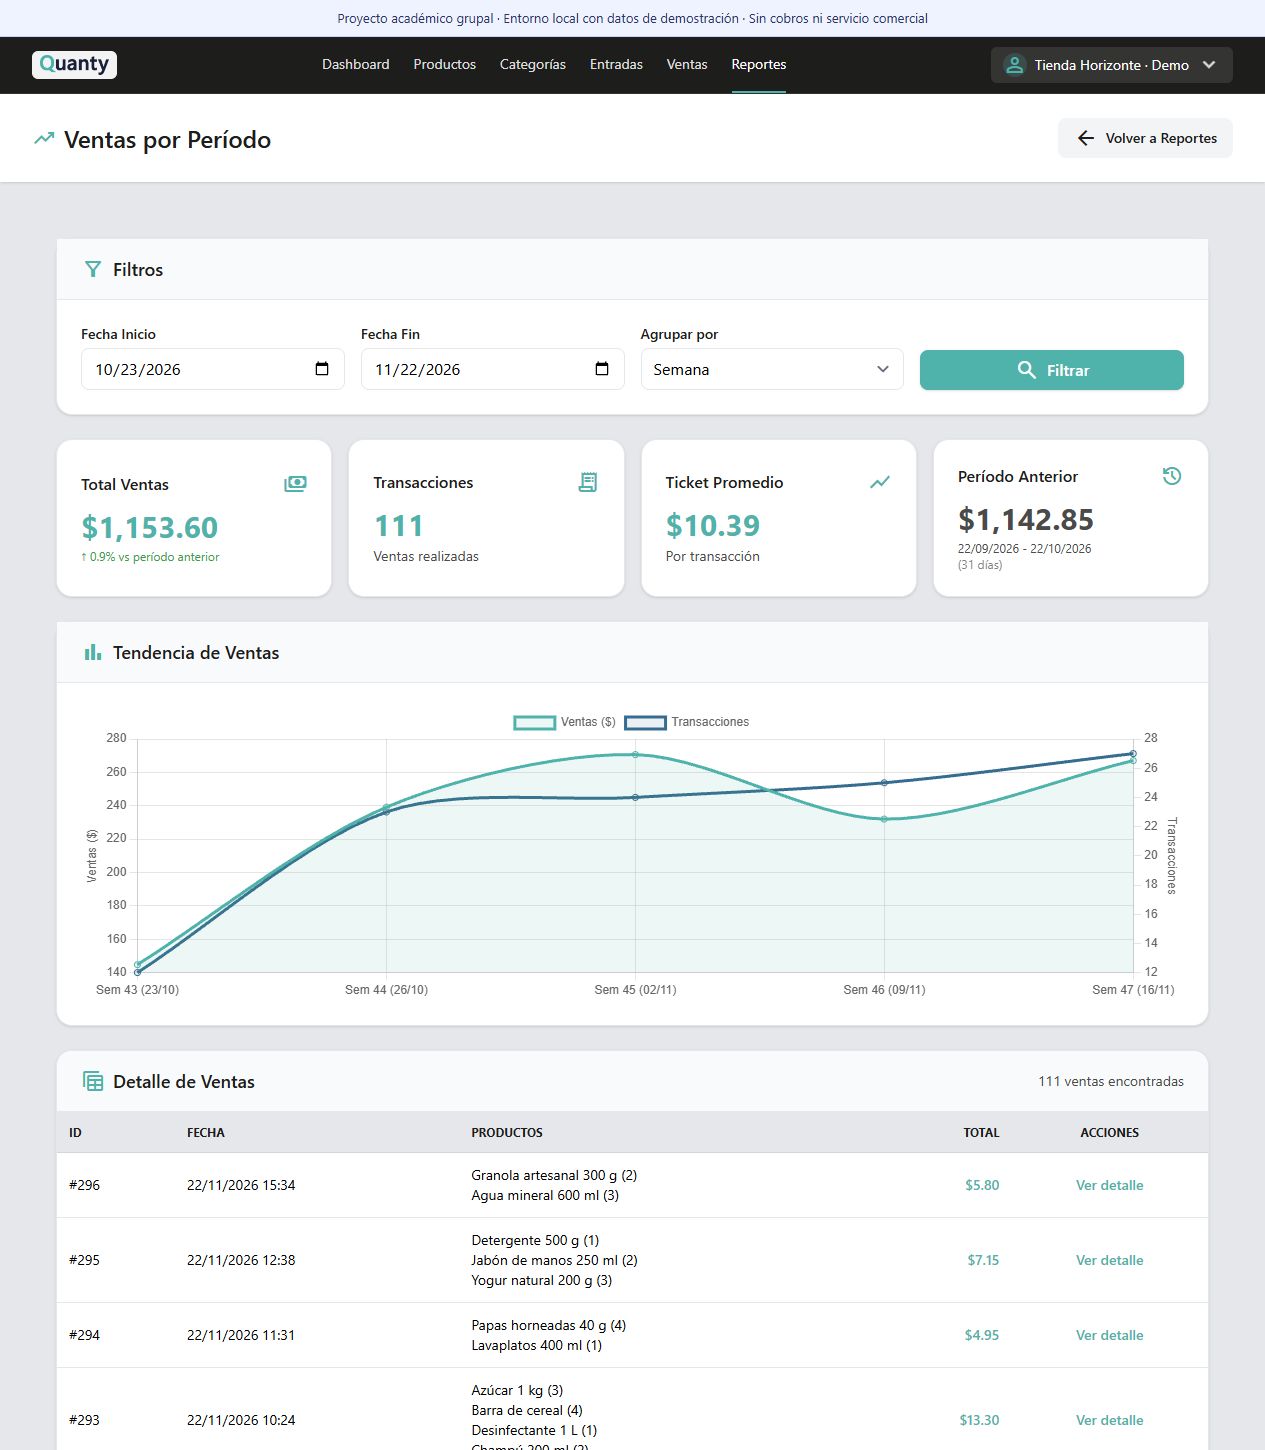 Proyecto académico grupal · Entorno local con datos de demostración · Sin cobros ni servicio comercial
Quanty
Dashboard
Productos
Categorías
Entradas
Ventas
Reportes
Tienda Horizonte · Demo
Ventas por Período
Volver a Reportes
Filtros
Fecha Inicio
10/23/2026
Fecha Fin
11/22/2026
Agrupar por
Semana
Filtrar
Total Ventas
$1,153.60
↑ 0.9% vs período anterior
Transacciones
111
Ventas realizadas
Ticket Promedio
$10.39
Por transacción
Período Anterior
$1,142.85
22/09/2026 - 22/10/2026
(31 días)
Tendencia de Ventas
Ventas ($)
Transacciones
280
260
240
220
200
180
160
140
Ventas ($)
28
26
24
22
20
18
16
14
12
Transacciones
Sem 43 (23/10)
Sem 44 (26/10)
Sem 45 (02/11)
Sem 46 (09/11)
Sem 47 (16/11)
Detalle de Ventas
111 ventas encontradas
ID FECHA PRODUCTOS TOTAL ACCIONES
#296
22/11/2026 15:34
Granola artesanal 300 g (2)
Agua mineral 600 ml (3)
$5.80
Ver detalle
#295
22/11/2026 12:38
Detergente 500 g (1)
Jabón de manos 250 ml (2)
Yogur natural 200 g (3)
$7.15
Ver detalle
#294
22/11/2026 11:31
Papas horneadas 40 g (4)
Lavaplatos 400 ml (1)
$4.95
Ver detalle
#293
22/11/2026 10:24
Azúcar 1 kg (3)
Barra de cereal (4)
Desinfectante 1 L (1)
Champú 200 ml (2)
$13.30
Ver detalle